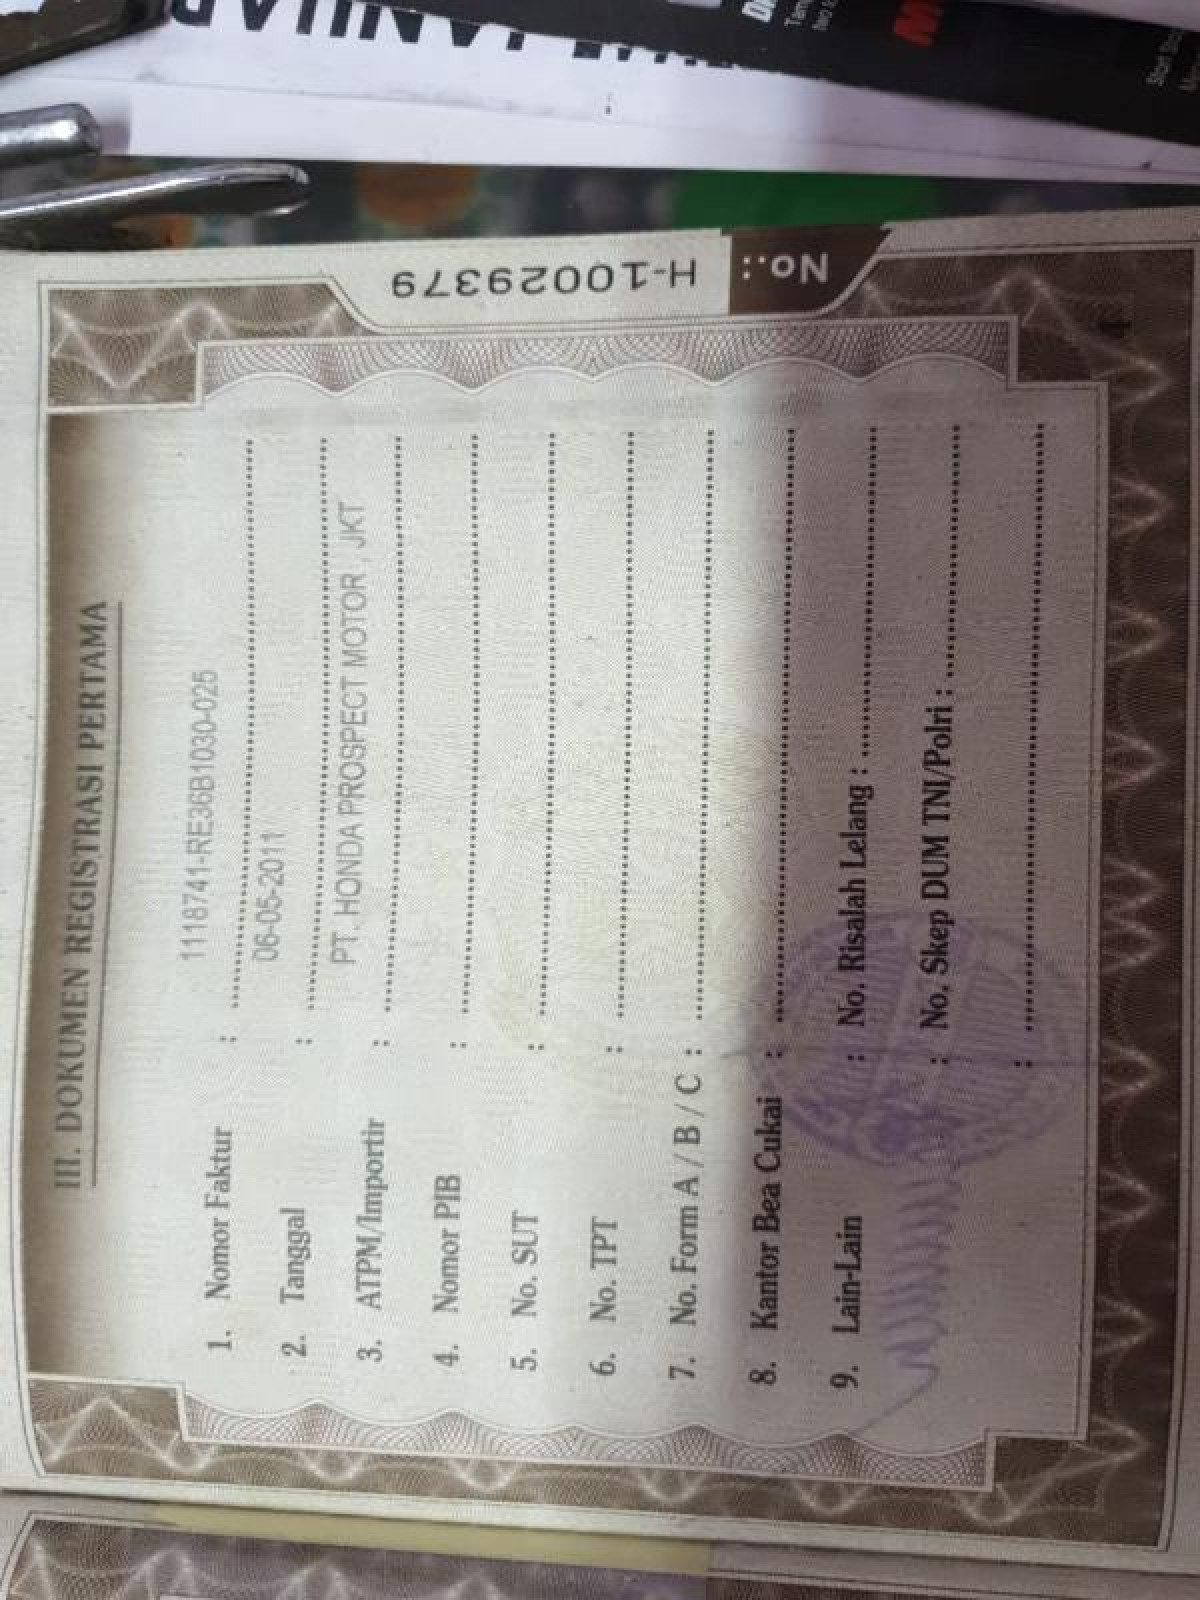 JANUAR
No.: H-10029379
III. DOKUMEN REGISTRASI PERTAMA
1. Nomor Faktur : 1118741-RE36B1030-025
2. Tanggal : 06-05-2011
3. ATPM/Importir : PT. HONDA PROSPECT MOTOR , JKT
4. Nomor PIB :
5. No. SUT :
6. No. TPT :
7. No. Form A / B / C :
8. Kantor Bea Cukai :
9. Lain-Lain : No. Risalah Lelang :
: No. Skep DUM TNI/Polri :
:
4